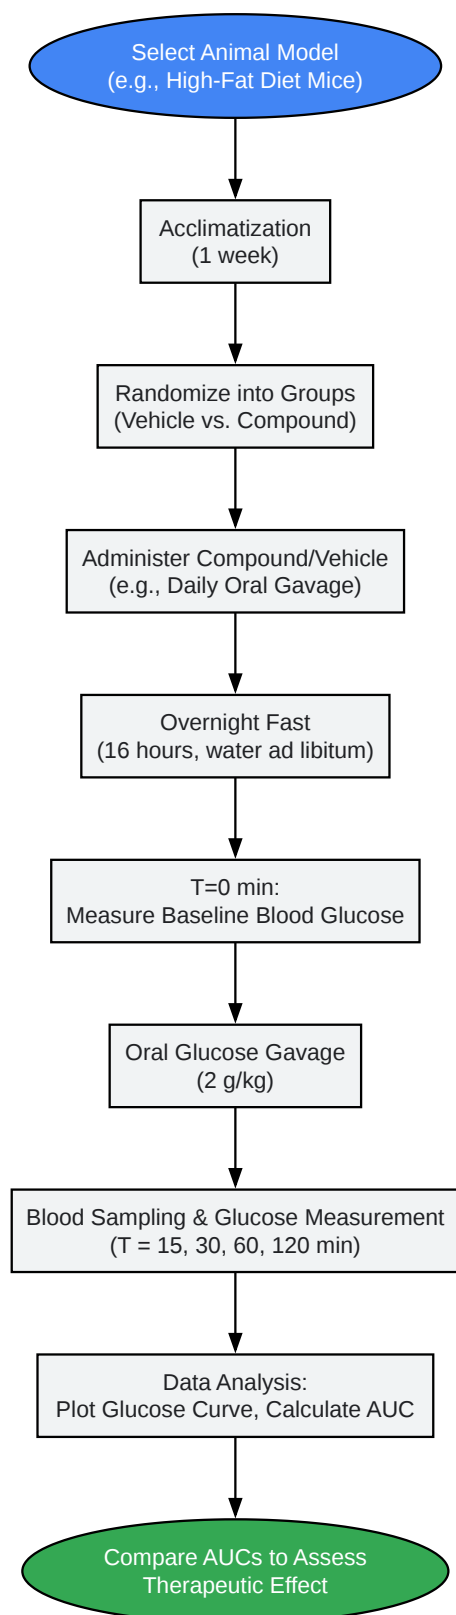 Select Animal Model
(e.g., High-Fat Diet Mice)
Acclimatization
(1 week)
Randomize into Groups
(Vehicle vs. Compound)
Administer Compound/Vehicle
(e.g., Daily Oral Gavage)
Overnight Fast
(16 hours, water ad libitum)
T=0 min:
Measure Baseline Blood Glucose
Oral Glucose Gavage
(2 g/kg)
Blood Sampling & Glucose Measurement
(T = 15, 30, 60, 120 min)
Data Analysis:
Plot Glucose Curve, Calculate AUC
Compare AUCs to Assess
Therapeutic Effect